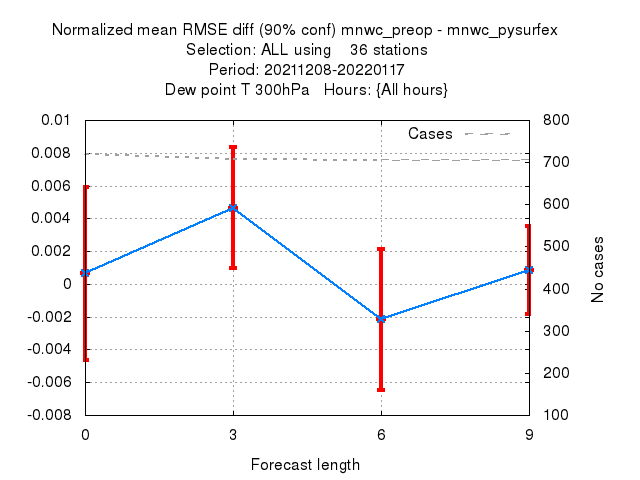 Normalized mean RMSE diff (90% conf) mnwc_preop - mnwc_pysurfex
Selection: ALL using    36 stations
Period: 20211208-20220117
Dew point T 300hPa   Hours: {All hours}
0.01
0.008
0.006
0.004
0.002
0
-0.002
-0.004
-0.006
-0.008
Cases
800
700
600
500
400
300
200
100
No cases
0 3 6 9
Forecast length